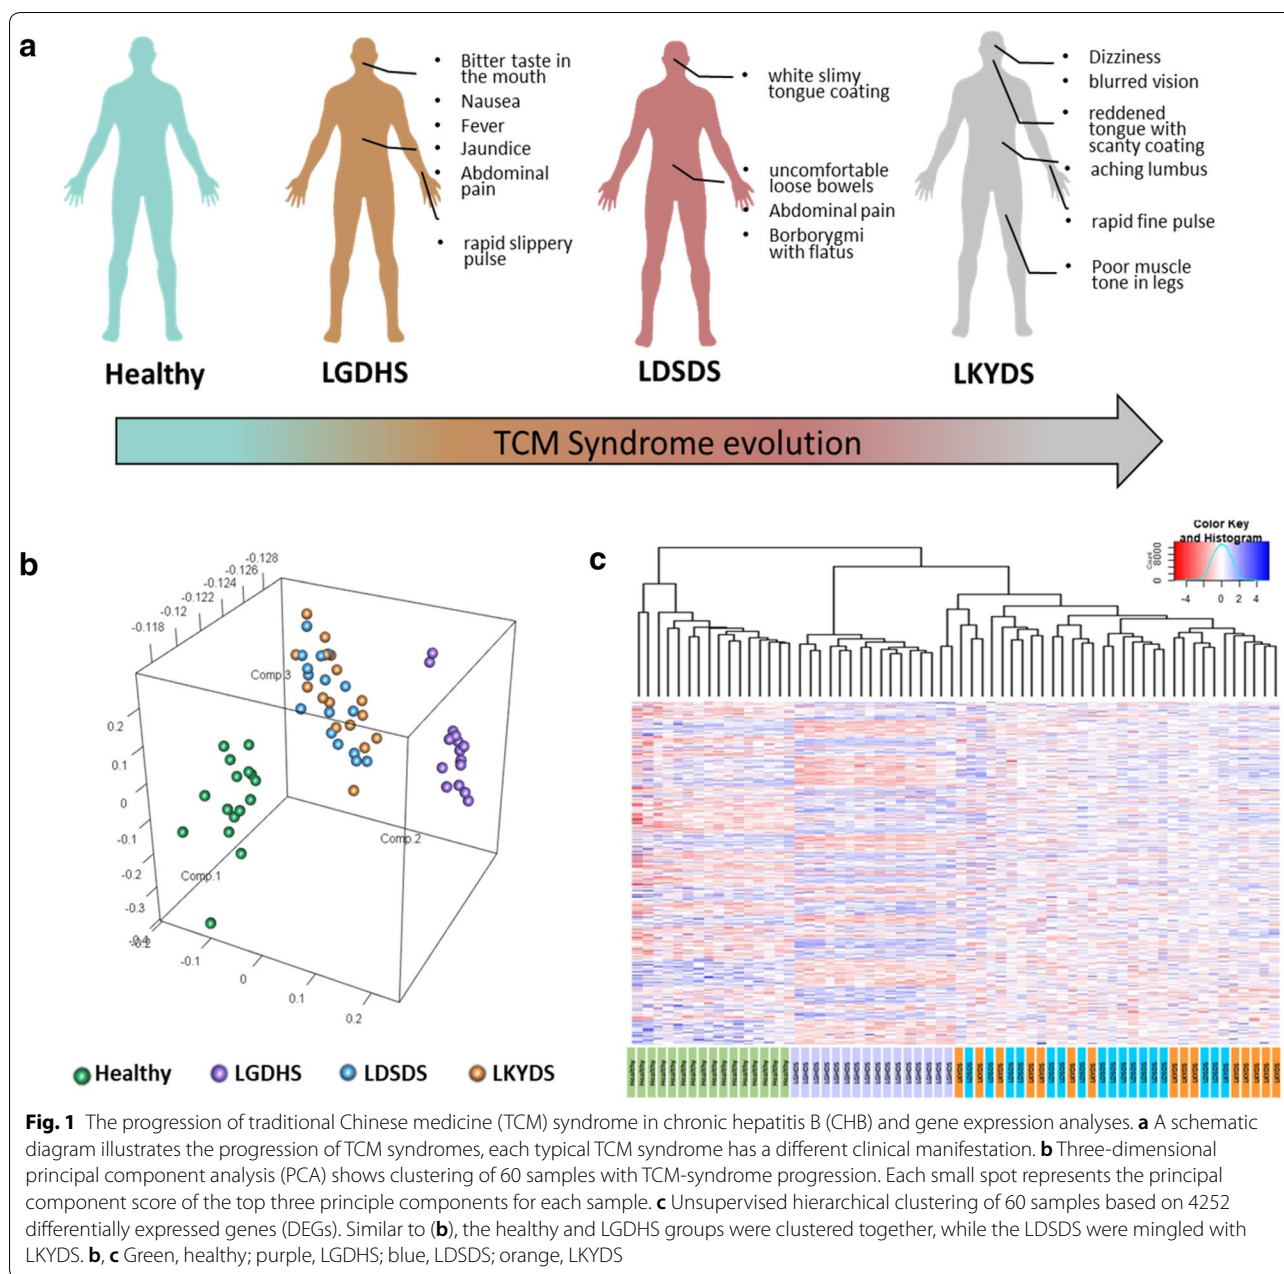 a
Bitter taste in
the mouth
Nausea
Fever
Jaundice
Abdominal
pain
rapid slippery
pulse
white slimy
tongue coating
uncomfortable
loose bowels
Abdominal pain
Borborygmi
with flatus
Dizziness
blurred vision
reddened
tongue with
scanty coating
aching lumbus
rapid fine pulse
Poor muscle
tone in legs
Healthy
LGDHS
LDSDS
LKYDS
TCM Syndrome evolution
b
-0.128
-0.126
-0.124
-0.122
-0.12
-0.118
Comp.3
0.2
0.1
0
-0.1
-0.2
-0.3
Comp.2
Comp.1
-0.1
0
0.1
0.2
Healthy
LGDHS
LDSDS
LKYDS
c
Color Key
and Histogram
Count
0 8000
-4 0 2 4
Fig. 1 The progression of traditional Chinese medicine (TCM) syndrome in chronic hepatitis B (CHB) and gene expression analyses. a A schematic
diagram illustrates the progression of TCM syndromes, each typical TCM syndrome has a different clinical manifestation. b Three-dimensional
principal component analysis (PCA) shows clustering of 60 samples with TCM-syndrome progression. Each small spot represents the principal
component score of the top three principle components for each sample. c Unsupervised hierarchical clustering of 60 samples based on 4252
differentially expressed genes (DEGs). Similar to (b), the healthy and LGDHS groups were clustered together, while the LDSDS were mingled with
LKYDS. b, c Green, healthy; purple, LGDHS; blue, LDSDS; orange, LKYDS